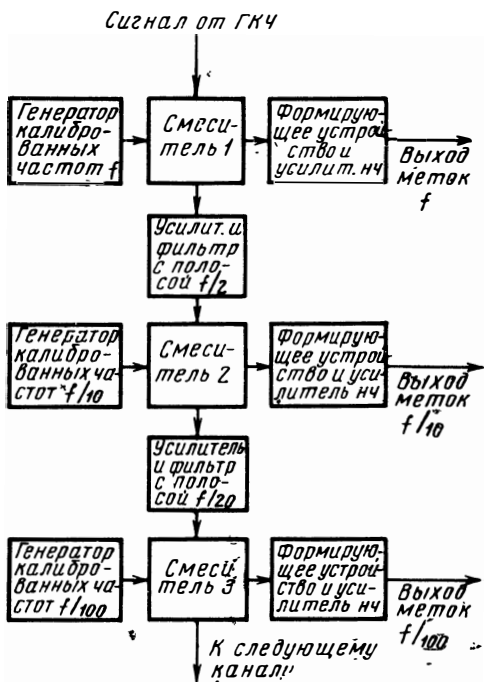 Сигнал от ГКЧ
Генератор
калибро-
ванных
частот f
Смеси-
тель 1
Формирую-
щее устрой-
ство и
усилит. нч
Выход
меток
f
Усилит. и
фильтр
с поло-
сой f/2
Генератор
калибро-
ванных ча-
стот f/10
Смеси-
тель 2
Формирую-
щее устрой-
ство и уси-
литель нч
Выход
меток
f/10
Усилитель
и фильтр
с поло-
сой f/20
Генератор
калибро-
ванных ча-
стот f/100
Смеси-
тель 3
Формирую-
щее устрой-
ство и уси-
литель нч
Выход
меток
f/100
К следующему
каналу